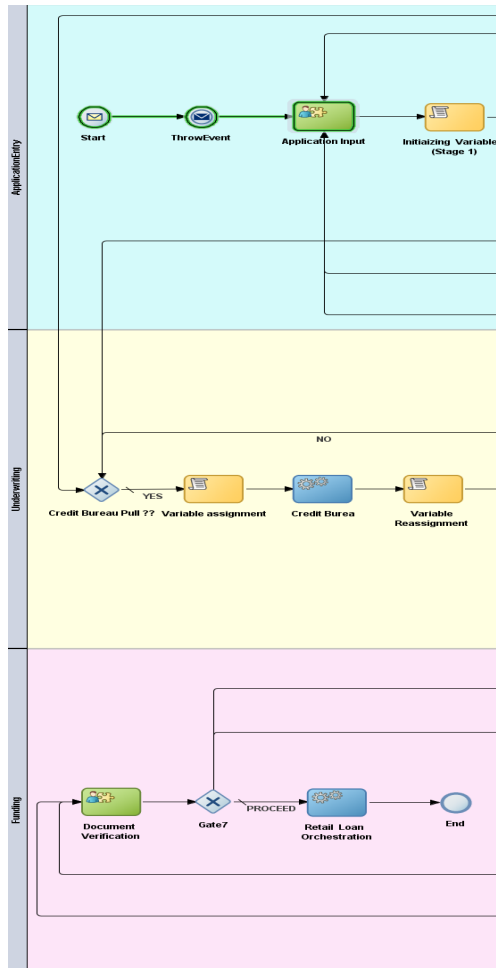 ApplicationEntry
Start
ThrowEvent
Application Input
Initiaizing Variable
(Stage 1)
Underwriting
NO
YES
Credit Bureau Pull ??
Variable assignment
Credit Burea
Variable
Reassignment
Funding
PROCEED
Document
Verification
Gate7
Retail Loan
Orchestration
End